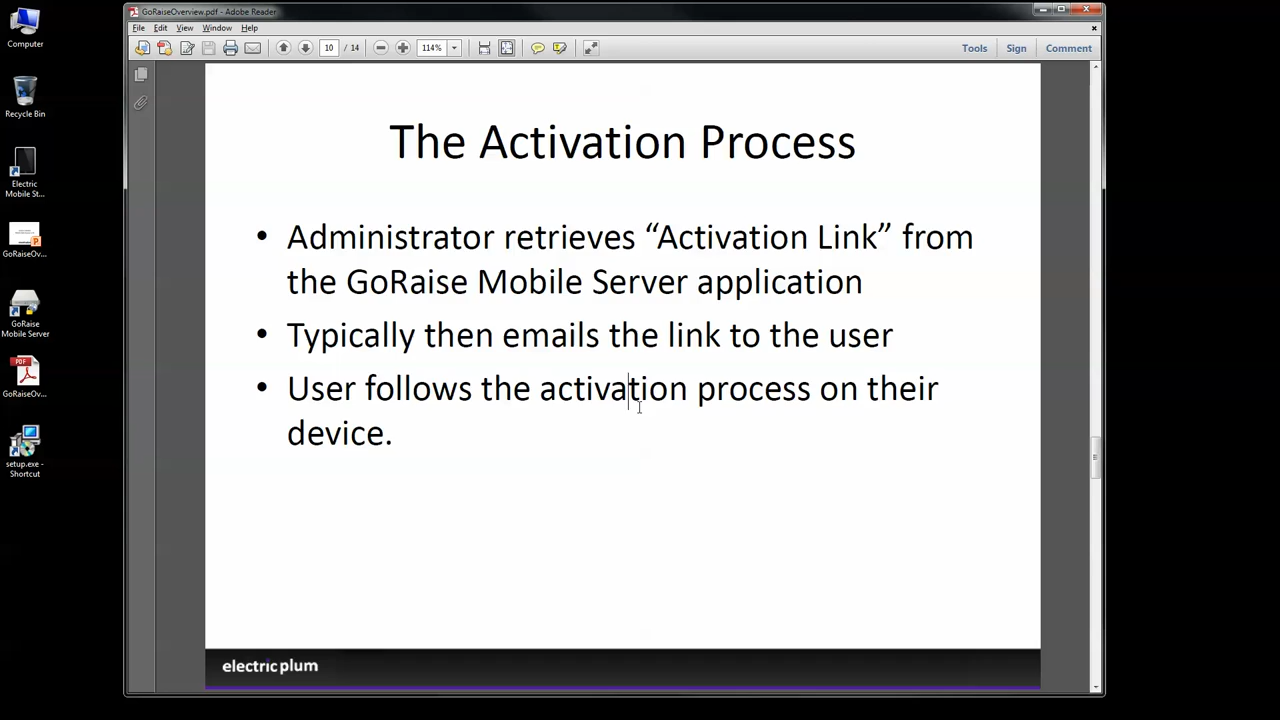 GoRaiseOverview.pdf - Adobe Reader
File Edit View Window Help
10 / 14 114% Tools Sign Comment
Computer
Recycle Bin
Electric
Mobile St...
GoRaiseOv...
GoRaise
Mobile Server
PDF
GoRaiseOv...
setup.exe -
Shortcut
The Activation Process
• Administrator retrieves “Activation Link” from
the GoRaise Mobile Server application
• Typically then emails the link to the user
• User follows the activation process on their
device.
electric plum